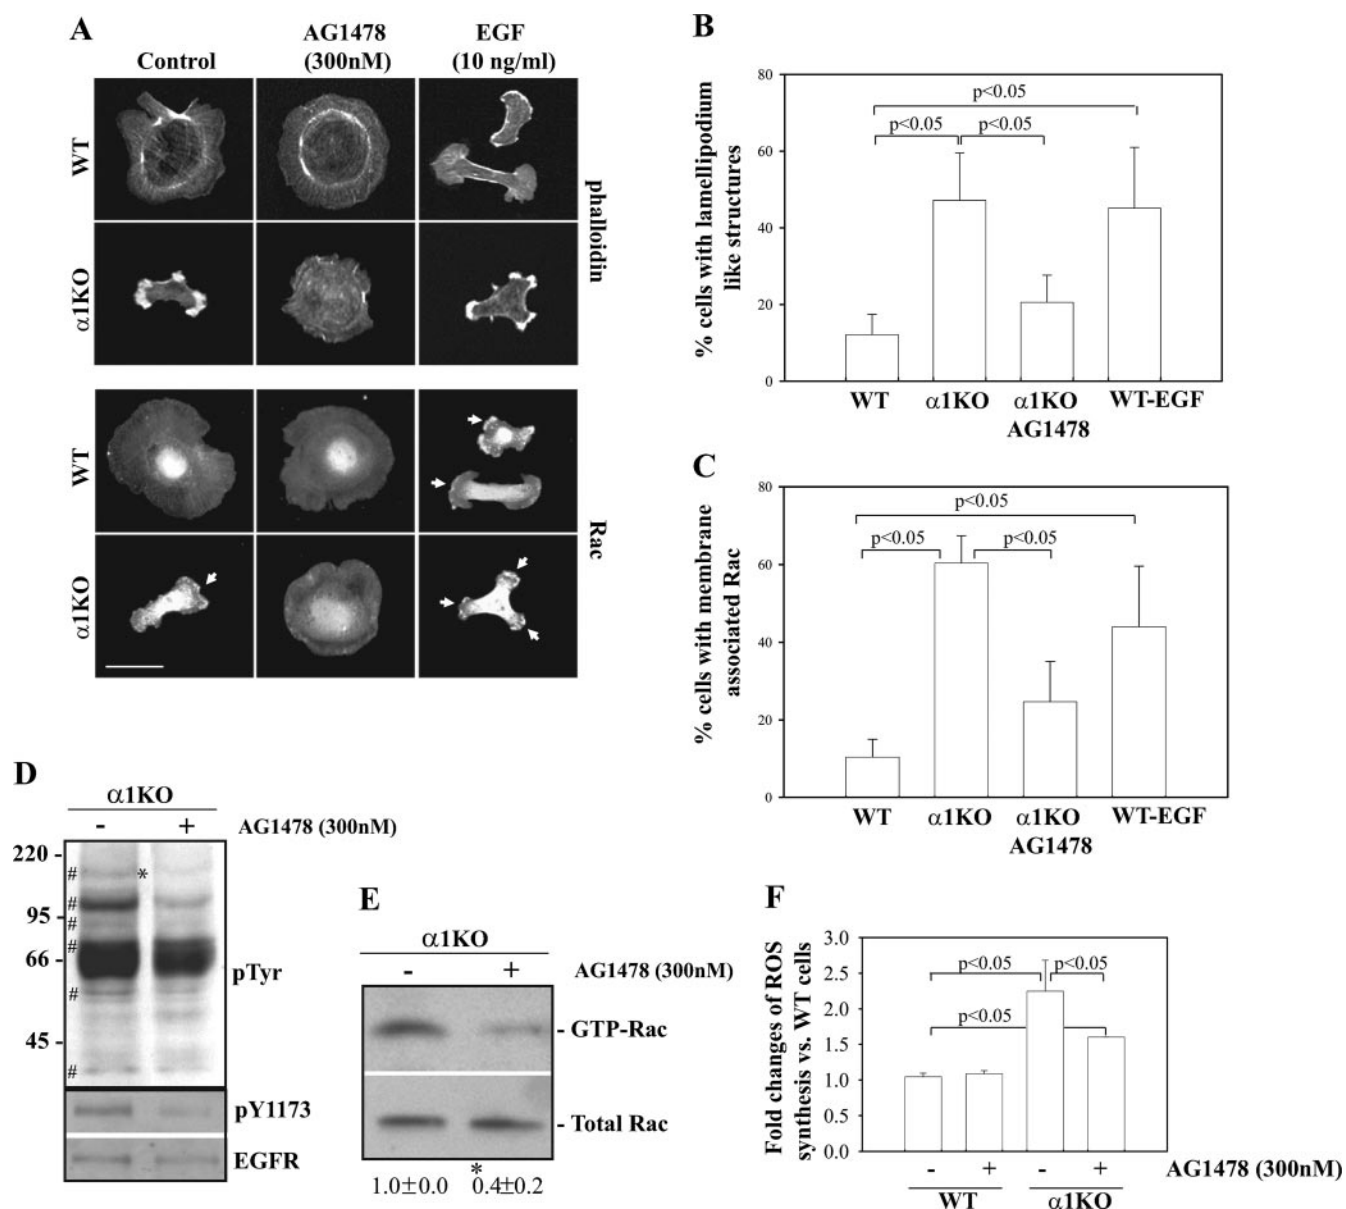 A
Control
AG1478
(300nM)
EGF
(10 ng/ml)
WT
α1KO
phalloidin
WT
α1KO
Rac
B
% cells with lamellipodium
like structures
80
60
40
20
0
p<0.05
p<0.05
p<0.05
WT
α1KO
α1KO
AG1478
WT-EGF
C
% cells with membrane
associated Rac
80
60
40
20
0
p<0.05
p<0.05
p<0.05
WT
α1KO
α1KO
AG1478
WT-EGF
D
α1KO
- + AG1478 (300nM)
220 -
95 -
66 -
45 -
#
#
#
#
#
#
*
pTyr
pY1173
EGFR
E
α1KO
- + AG1478 (300nM)
- GTP-Rac
- Total Rac
*
1.0±0.0 0.4±0.2
F
Fold changes of ROS
synthesis vs. WT cells
3.0
2.5
2.0
1.5
1.0
0.5
0.0
p<0.05
p<0.05
p<0.05
- + - + AG1478 (300nM)
WT α1KO